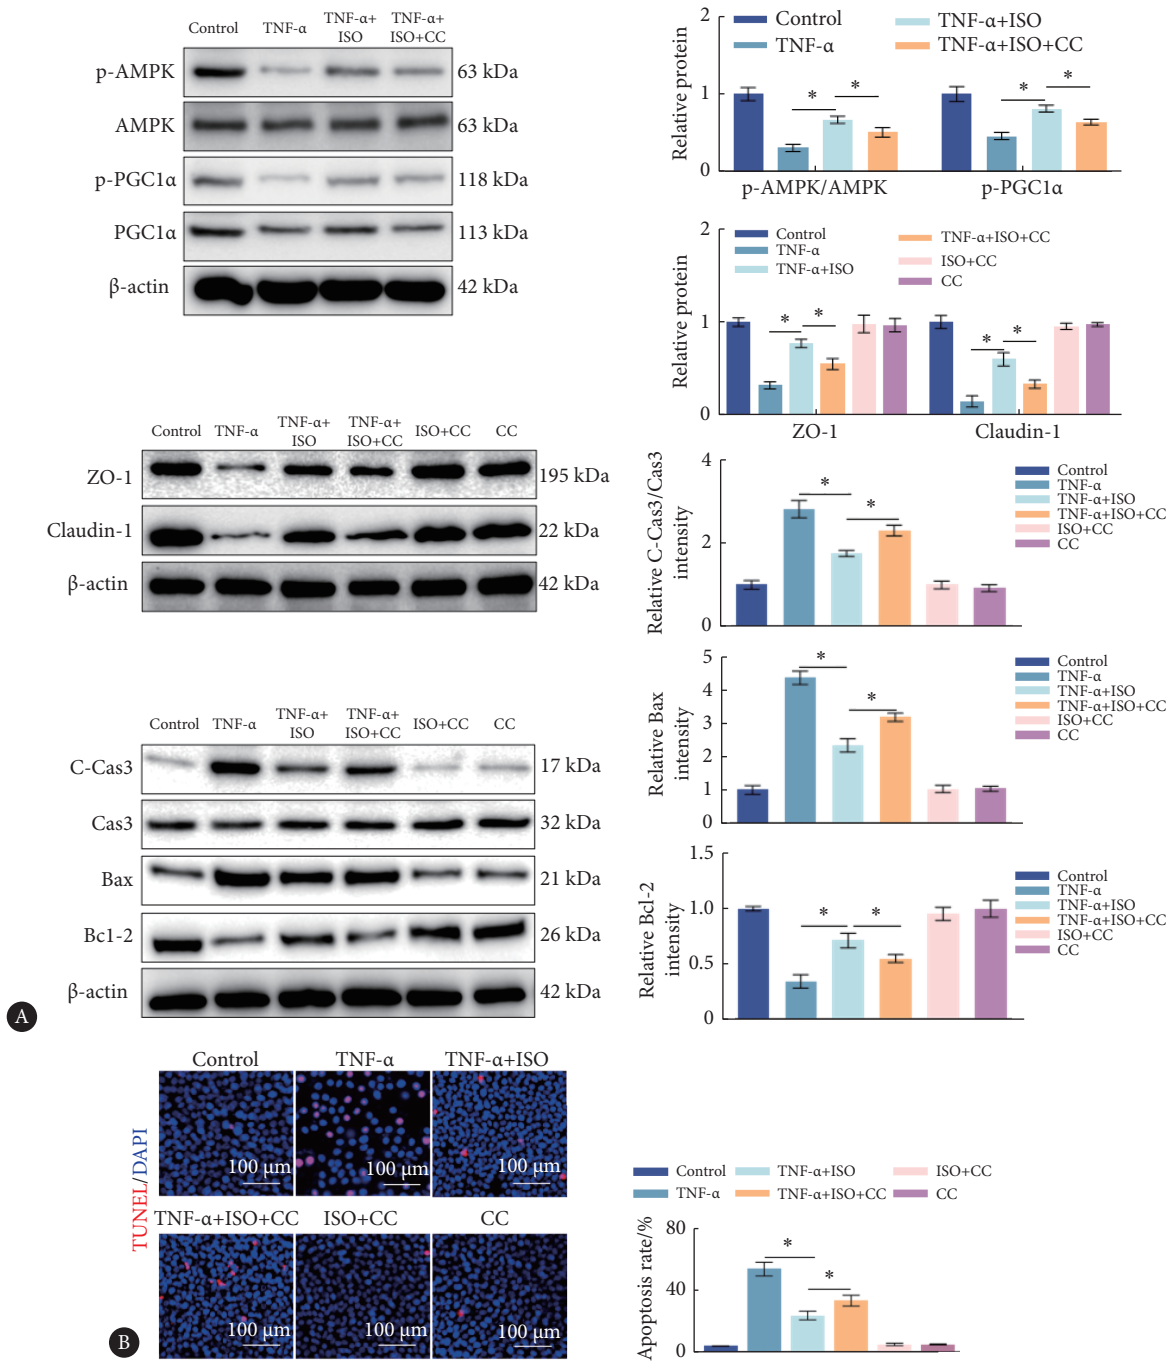 Control TNF-α TNF-α+ISO TNF-α+ISO+CC
p-AMPK 63 kDa
AMPK 63 kDa
p-PGC1α 118 kDa
PGC1α 113 kDa
β-actin 42 kDa
Control TNF-α+ISO
TNF-α TNF-α+ISO+CC
Relative protein
2
1
0
* * * *
p-AMPK/AMPK p-PGC1α
Control TNF-α+ISO+CC
TNF-α ISO+CC
TNF-α+ISO CC
Relative protein
2
1
0
* * * *
ZO-1 Claudin-1
Control TNF-α TNF-α+ISO TNF-α+ISO+CC ISO+CC CC
ZO-1 195 kDa
Claudin-1 22 kDa
β-actin 42 kDa
Relative C-Cas3/Cas3
intensity
4
2
0
* *
Control
TNF-α
TNF-α+ISO
TNF-α+ISO+CC
ISO+CC
CC
Control TNF-α TNF-α+ISO TNF-α+ISO+CC ISO+CC CC
C-Cas3 17 kDa
Cas3 32 kDa
Bax 21 kDa
Bc1-2 26 kDa
β-actin 42 kDa
Relative Bax
intensity
5
4
3
2
1
0
* *
Control
TNF-α
TNF-α+ISO
TNF-α+ISO+CC
ISO+CC
CC
Relative Bcl-2
intensity
1.5
1.0
0.5
0
* *
Control
TNF-α
TNF-α+ISO
TNF-α+ISO+CC
ISO+CC
CC
A
Control TNF-α TNF-α+ISO
100 µm 100 µm 100 µm
TUNEL/DAPI
TNF-α+ISO+CC ISO+CC CC
100 µm 100 µm 100 µm
B
Control TNF-α+ISO ISO+CC
TNF-α TNF-α+ISO+CC CC
Apoptosis rate/%
80
40
0
* *